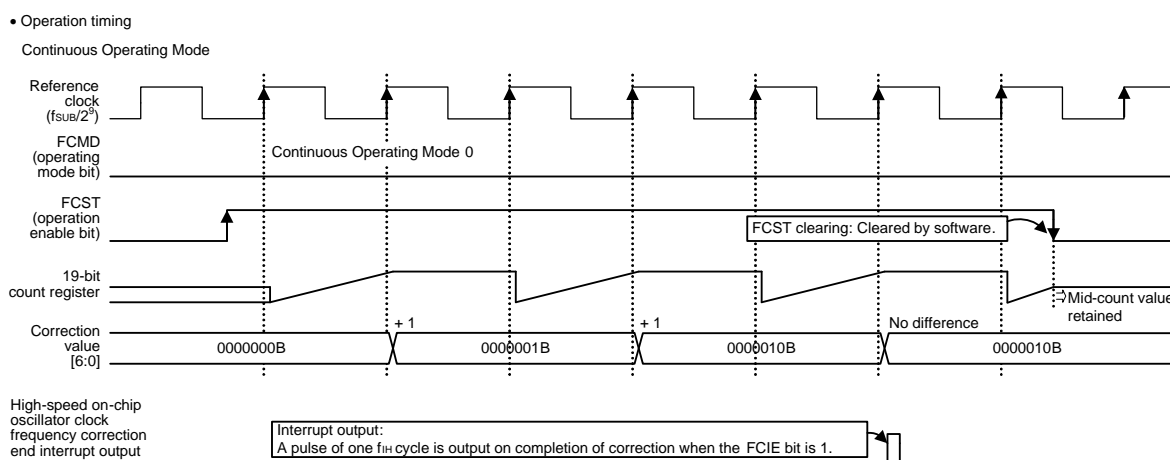 • Operation timing
Continuous Operating Mode
Reference
clock
(fSUB/2⁹)
FCMD
(operating
mode bit)
Continuous Operating Mode 0
FCST
(operation
enable bit)
FCST clearing: Cleared by software.
19-bit
count register
Mid-count value
retained
Correction
value
[6:0]
+ 1
+ 1
No difference
0000000B
0000001B
0000010B
0000010B
High-speed on-chip
oscillator clock
frequency correction
end interrupt output
Interrupt output:
A pulse of one fIH cycle is output on completion of correction when the FCIE bit is 1.